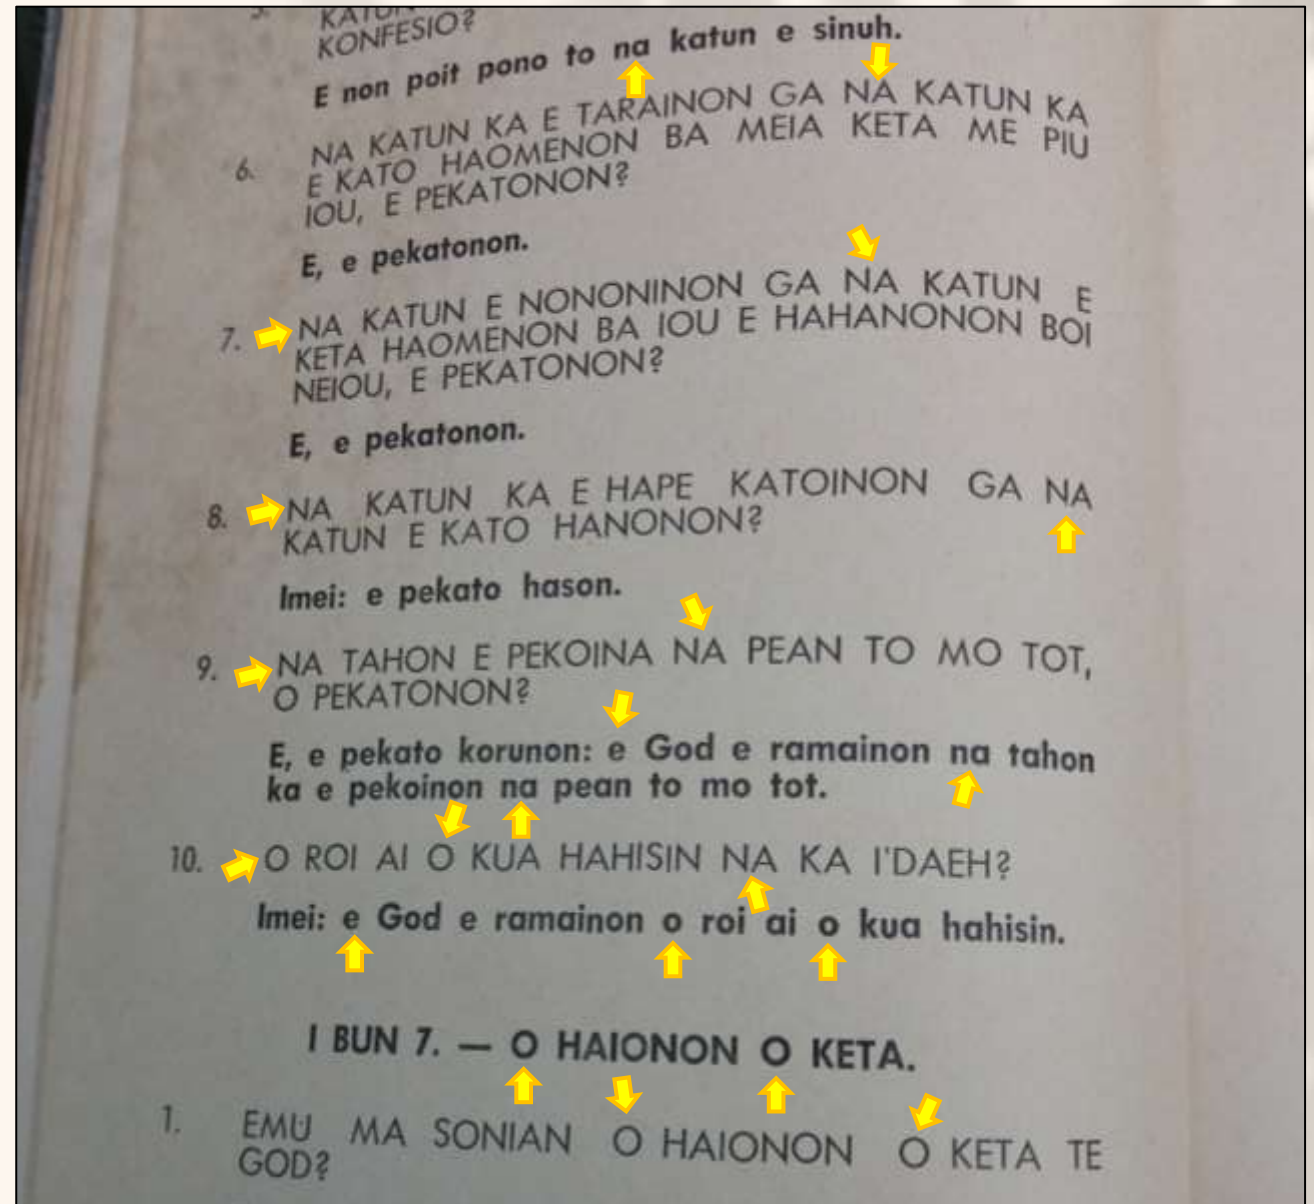 5. KATUN
KONFESIO?
E non poit pono to na katun e sinuh.
6. NA KATUN KA E TARAINON GA NA KATUN KA
E KATO HAOMENON BA MEIA KETA ME PIU
IOU, E PEKATONON?
E, e pekatonon.
7. NA KATUN E NONONINON GA NA KATUN E
KETA HAOMENON BA IOU E HAHANONON BOI
NEIOU, E PEKATONON?
E, e pekatonon.
8. NA KATUN KA E HAPE KATOINON GA NA
KATUN E KATO HANONON?
Imei: e pekato hason.
9. NA TAHON E PEKOINA NA PEAN TO MO TOT,
O PEKATONON?
E, e pekato korunon: e God e ramainon na tahon
ka e pekoinon na pean to mo tot.
10. O ROI AI O KUA HAHISIN NA KA I'DAEH?
Imei: e God e ramainon o roi ai o kua hahisin.
I BUN 7. — O HAIONON O KETA.
1. EMU MA SONIAN O HAIONON O KETA TE
GOD?